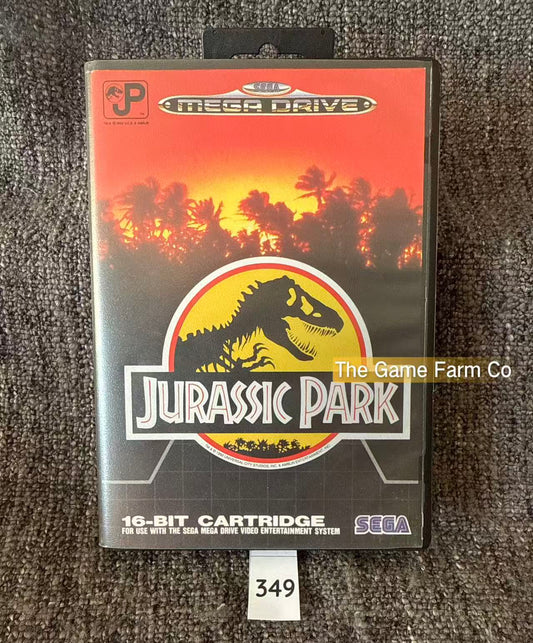 JP
SEGA
MEGA DRIVE
The Game Farm Co
JURASSIC PARK
16-BIT CARTRIDGE
FOR USE WITH THE SEGA MEGA DRIVE VIDEO ENTERTAINMENT SYSTEM
SEGA
349